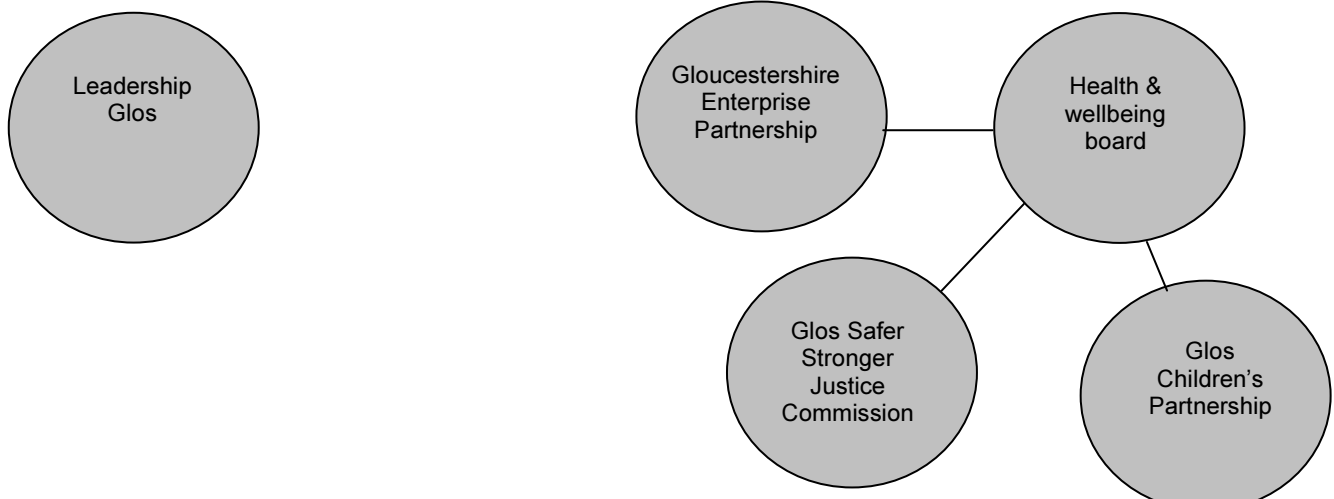 Leadership
Glos
Gloucestershire
Enterprise
Partnership
Health &
wellbeing
board
Glos Safer
Stronger
Justice
Commission
Glos
Children’s
Partnership